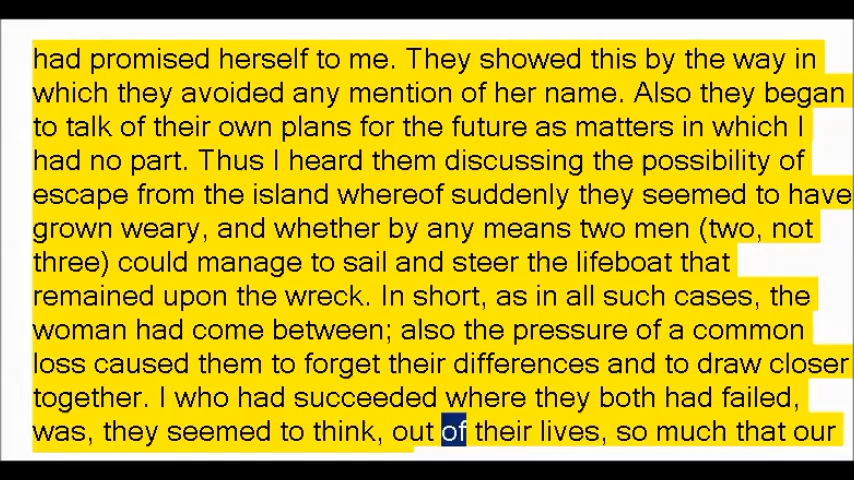 had promised herself to me. They showed this by the way in
which they avoided any mention of her name. Also they began
to talk of their own plans for the future as matters in which I
had no part. Thus I heard them discussing the possibility of
escape from the island whereof suddenly they seemed to have
grown weary, and whether by any means two men (two, not
three) could manage to sail and steer the lifeboat that
remained upon the wreck. In short, as in all such cases, the
woman had come between; also the pressure of a common
loss caused them to forget their differences and to draw closer
together. I who had succeeded where they both had failed,
was, they seemed to think, out of their lives, so much that our